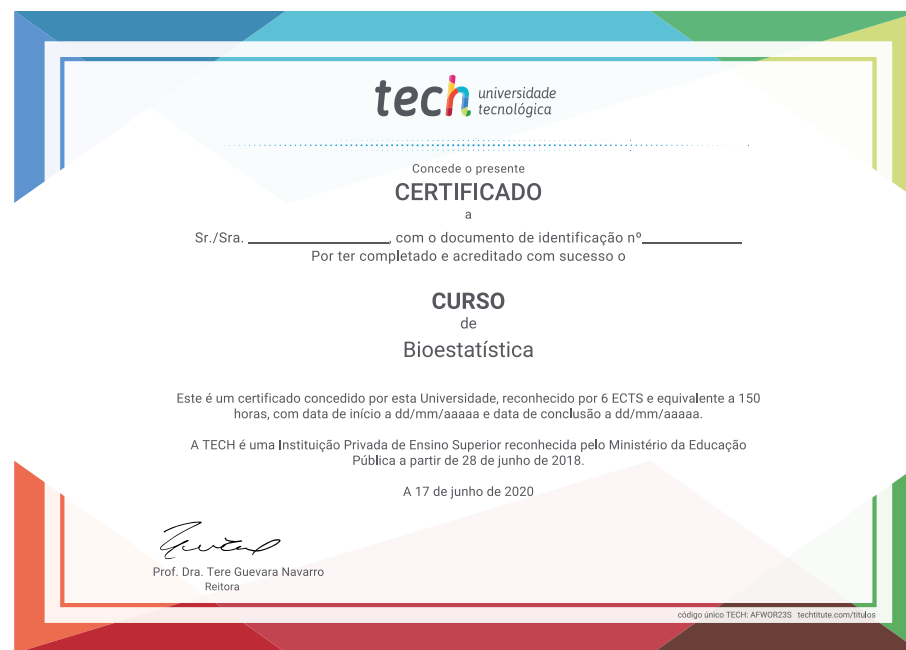 tech universidade
tecnológica
Concede o presente
CERTIFICADO
a
Sr./Sra. ____________, com o documento de identificação nº____________
Por ter completado e acreditado com sucesso o
CURSO
de
Bioestatística
Este é um certificado concedido por esta Universidade, reconhecido por 6 ECTS e equivalente a 150
horas, com data de início a dd/mm/aaaaa e data de conclusão a dd/mm/aaaaa.
A TECH é uma Instituição Privada de Ensino Superior reconhecida pelo Ministério da Educação
Pública a partir de 28 de junho de 2018.
A 17 de junho de 2020
Prof. Dra. Tere Guevara Navarro
Reitora
código único TECH: AFWOR23S techtitute.com/titulos